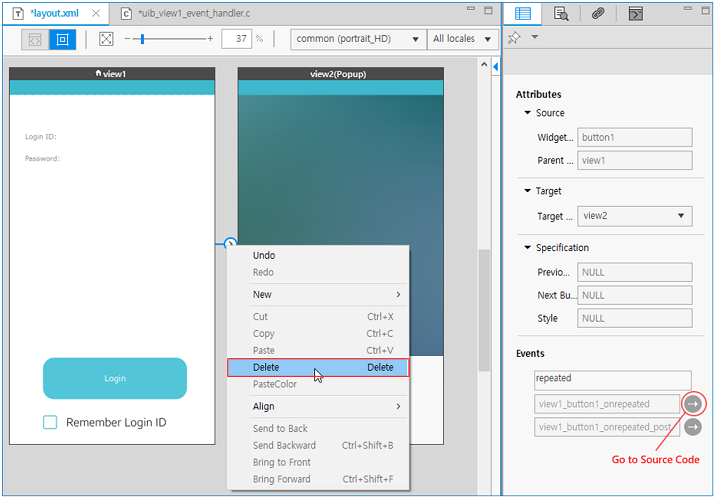 *layout.xml
*uib_view1_event_handler.c
37 %
common (portrait_HD)
All locales
view1
view2(Popup)
Login ID:
Password:
Login
Remember Login ID
Undo
Redo
New
Cut Ctrl+X
Copy Ctrl+C
Paste Ctrl+V
Delete Delete
PasteColor
Align
Send to Back
Send Backward Ctrl+Shift+B
Bring to Front
Bring Forward Ctrl+Shift+F
Attributes
Source
Widget... button1
Parent ... view1
Target
Target ... view2
Specification
Previo... NULL
Next Bu... NULL
Style NULL
Events
repeated
view1_button1_onrepeated
view1_button1_onrepeated_post
Go to Source Code